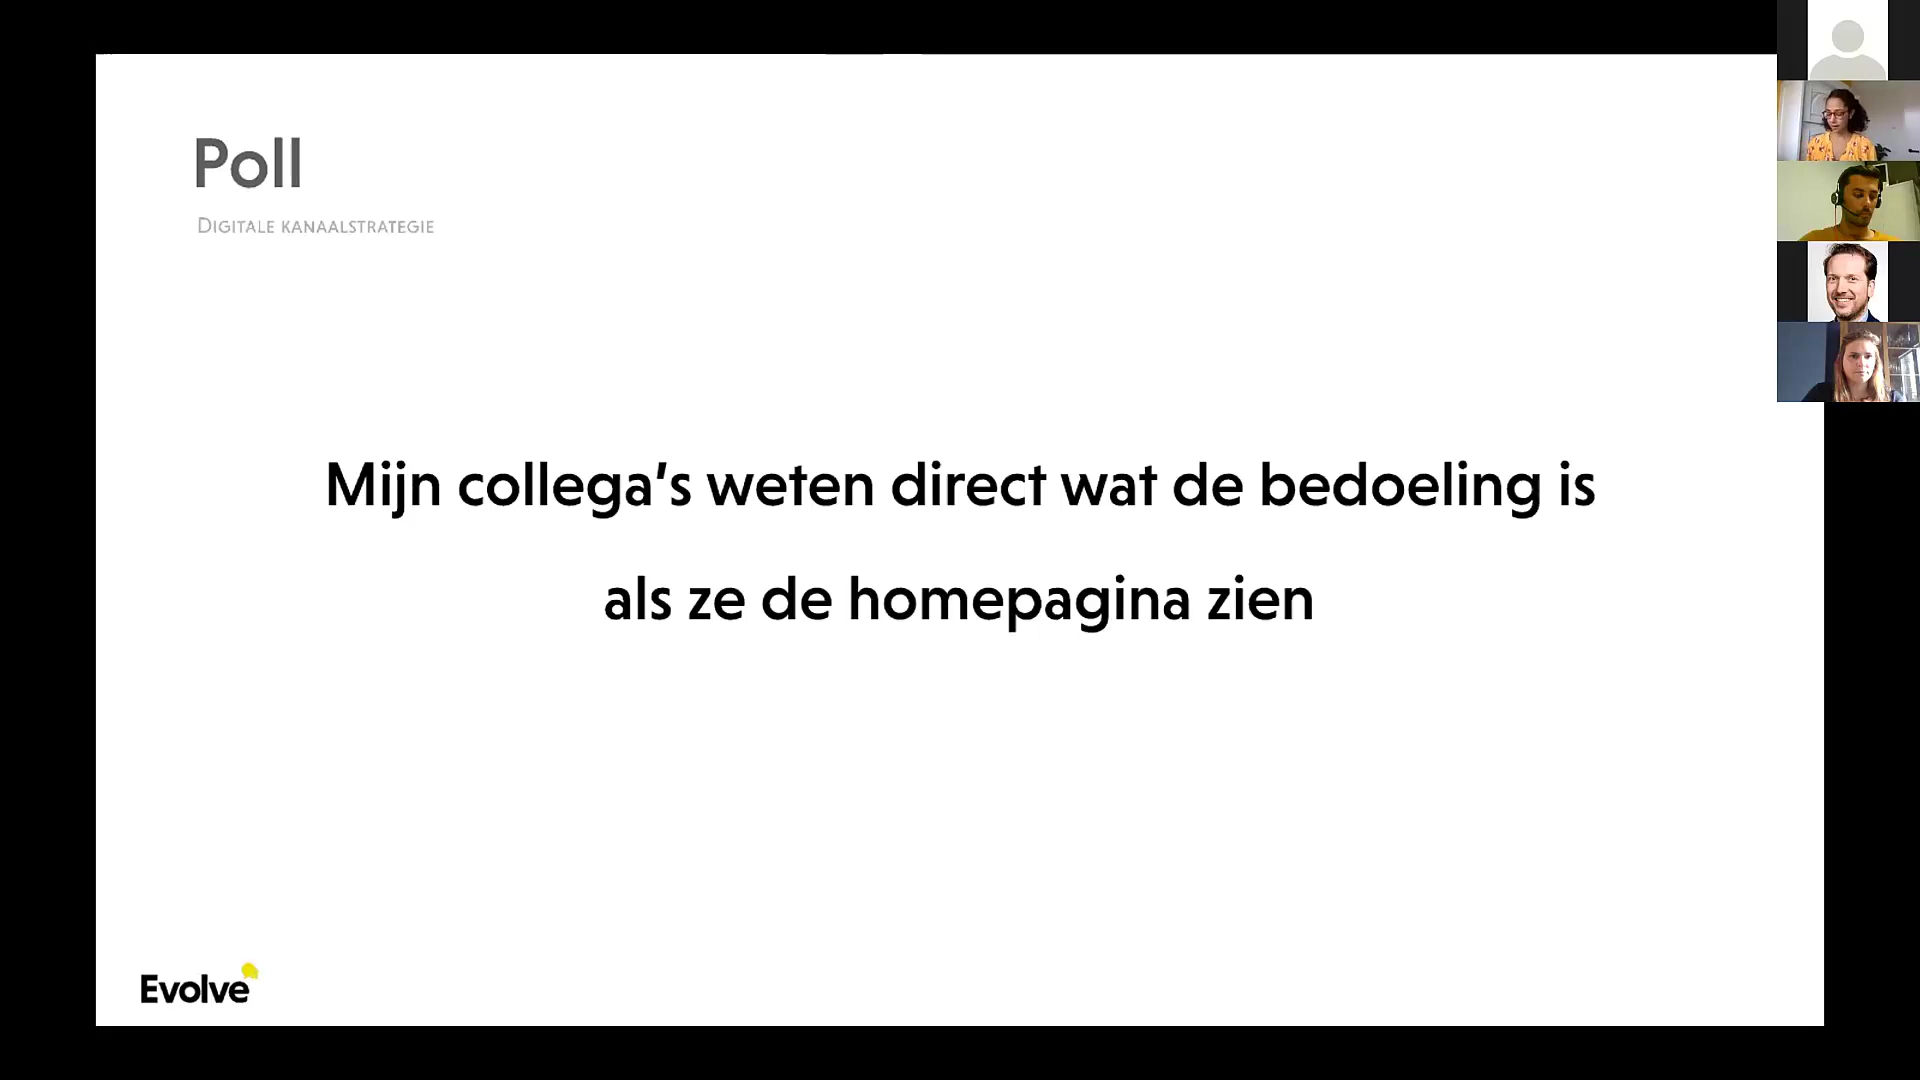 Poll
Digitale kanaalstrategie
Mijn collega's weten direct wat de bedoeling is
als ze de homepagina zien
Evolve